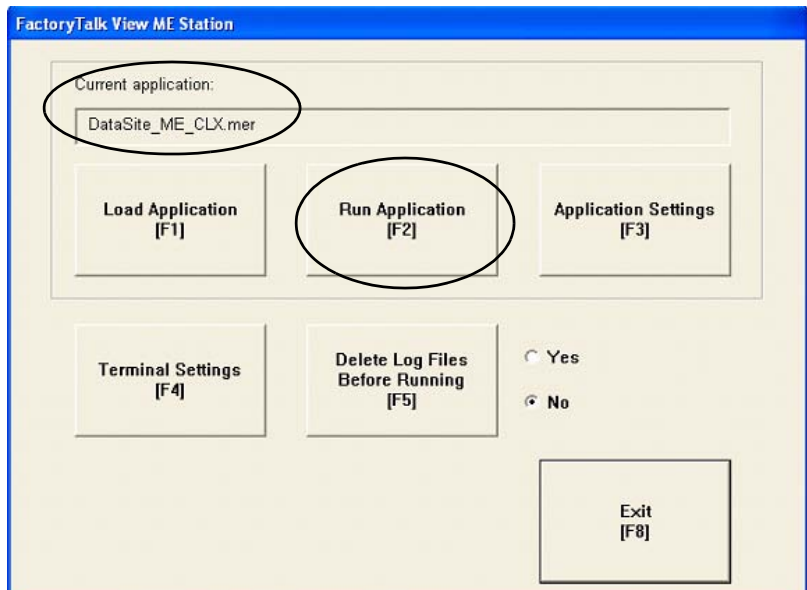 FactoryTalk View ME Station
Current application:
DataSite_ME_CLX.mer
Load Application
[F1]
Run Application
[F2]
Application Settings
[F3]
Terminal Settings
[F4]
Delete Log Files
Before Running
[F5]
Yes
No
Exit
[F8]